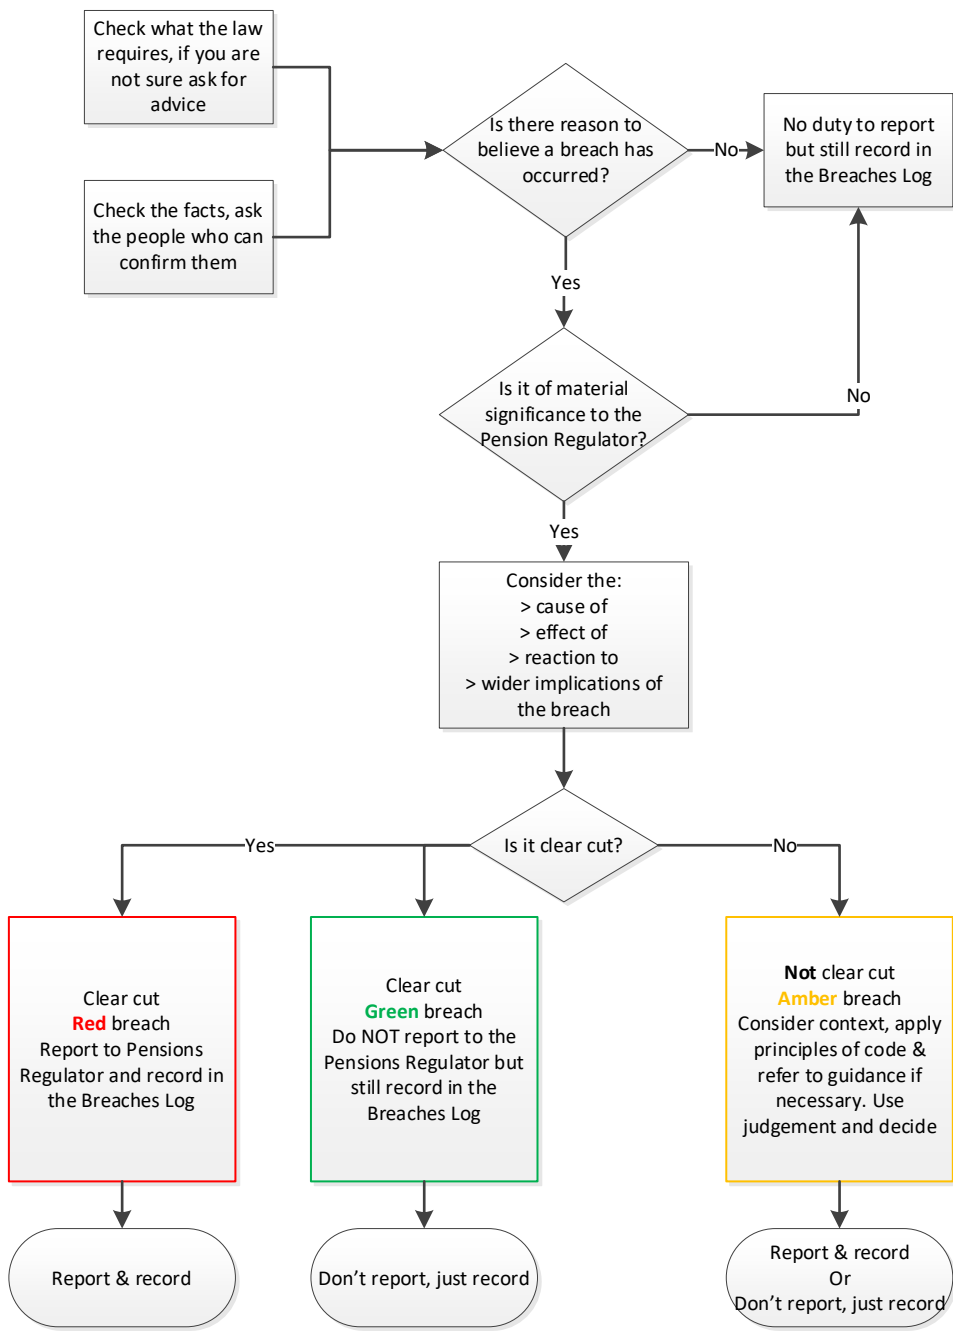 Check what the law
requires, if you are
not sure ask for
advice
Check the facts, ask
the people who can
confirm them
Is there reason to
believe a breach has
occurred?
No
No duty to report
but still record in
the Breaches Log
Yes
Is it of material
significance to the
Pension Regulator?
No
Yes
Consider the:
> cause of
> effect of
> reaction to
> wider implications of
the breach
Is it clear cut?
Yes
No
Clear cut
Red breach
Report to Pensions
Regulator and record in
the Breaches Log
Clear cut
Green breach
Do NOT report to the
Pensions Regulator but
still record in the
Breaches Log
Not clear cut
Amber breach
Consider context, apply
principles of code &
refer to guidance if
necessary. Use
judgement and decide
Report & record
Don’t report, just record
Report & record
Or
Don’t report, just record